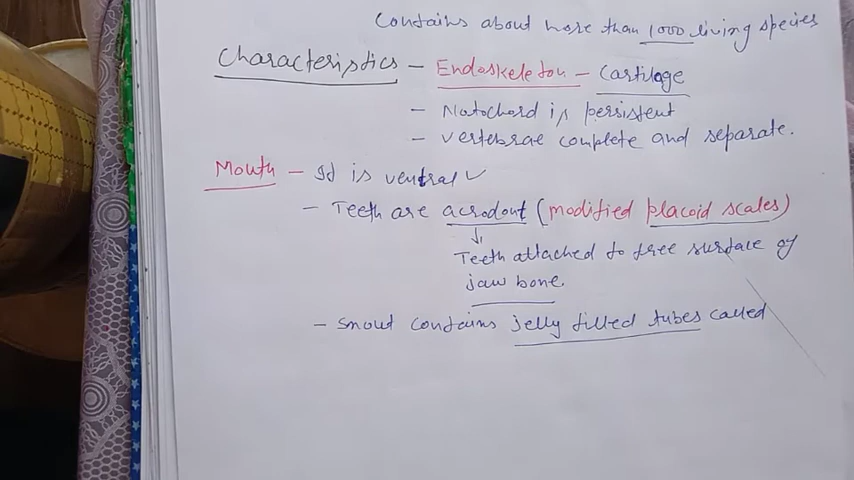 Contains about more than 1000 living species
Characteristics - Endoskeleton - Cartilage
- Notochord is persistent
- vertebrae complete and separate.
Mouth - It is ventral ✓
- Teeth are acrodont (modified placoid scales)
↓
Teeth attached to free surface of
jaw bone.
- Snout contains jelly filled tubes called